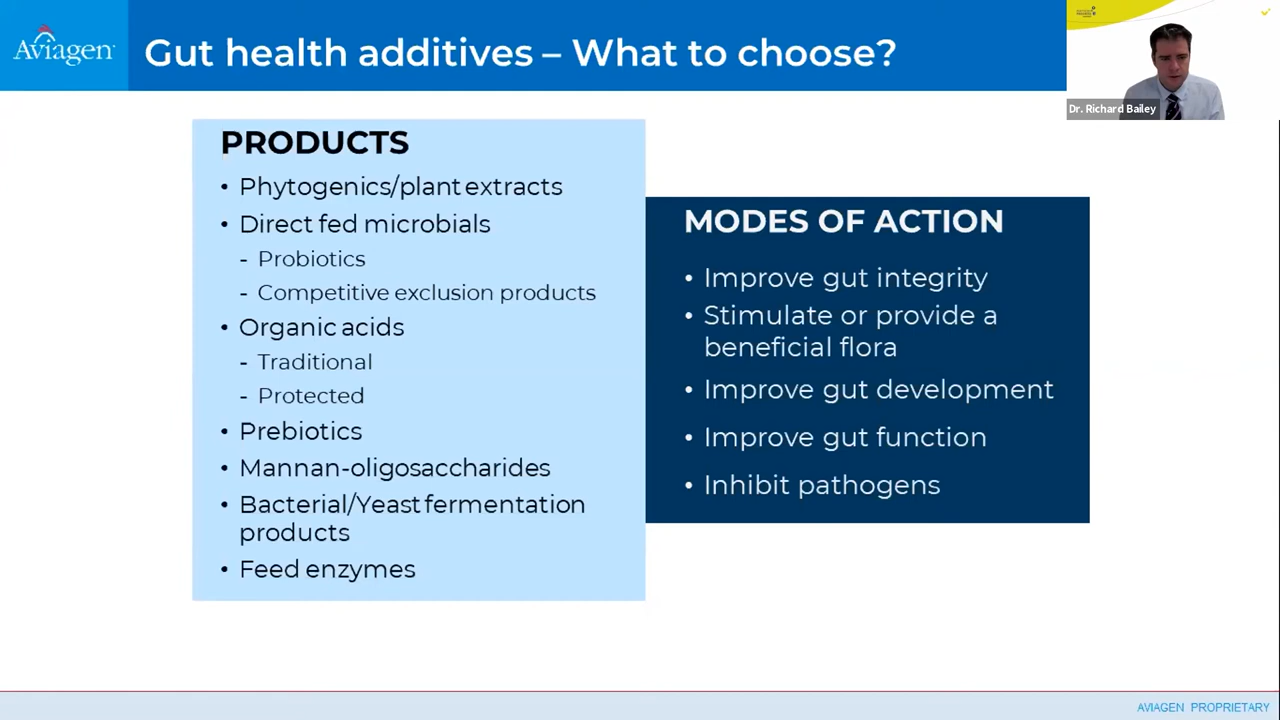 Aviagen
Gut health additives – What to choose?
Dr. Richard Bailey
PRODUCTS
• Phytogenics/plant extracts
• Direct fed microbials
- Probiotics
- Competitive exclusion products
• Organic acids
- Traditional
- Protected
• Prebiotics
• Mannan-oligosaccharides
• Bacterial/Yeast fermentation
products
• Feed enzymes
MODES OF ACTION
• Improve gut integrity
• Stimulate or provide a
beneficial flora
• Improve gut development
• Improve gut function
• Inhibit pathogens
AVIAGEN PROPRIETARY